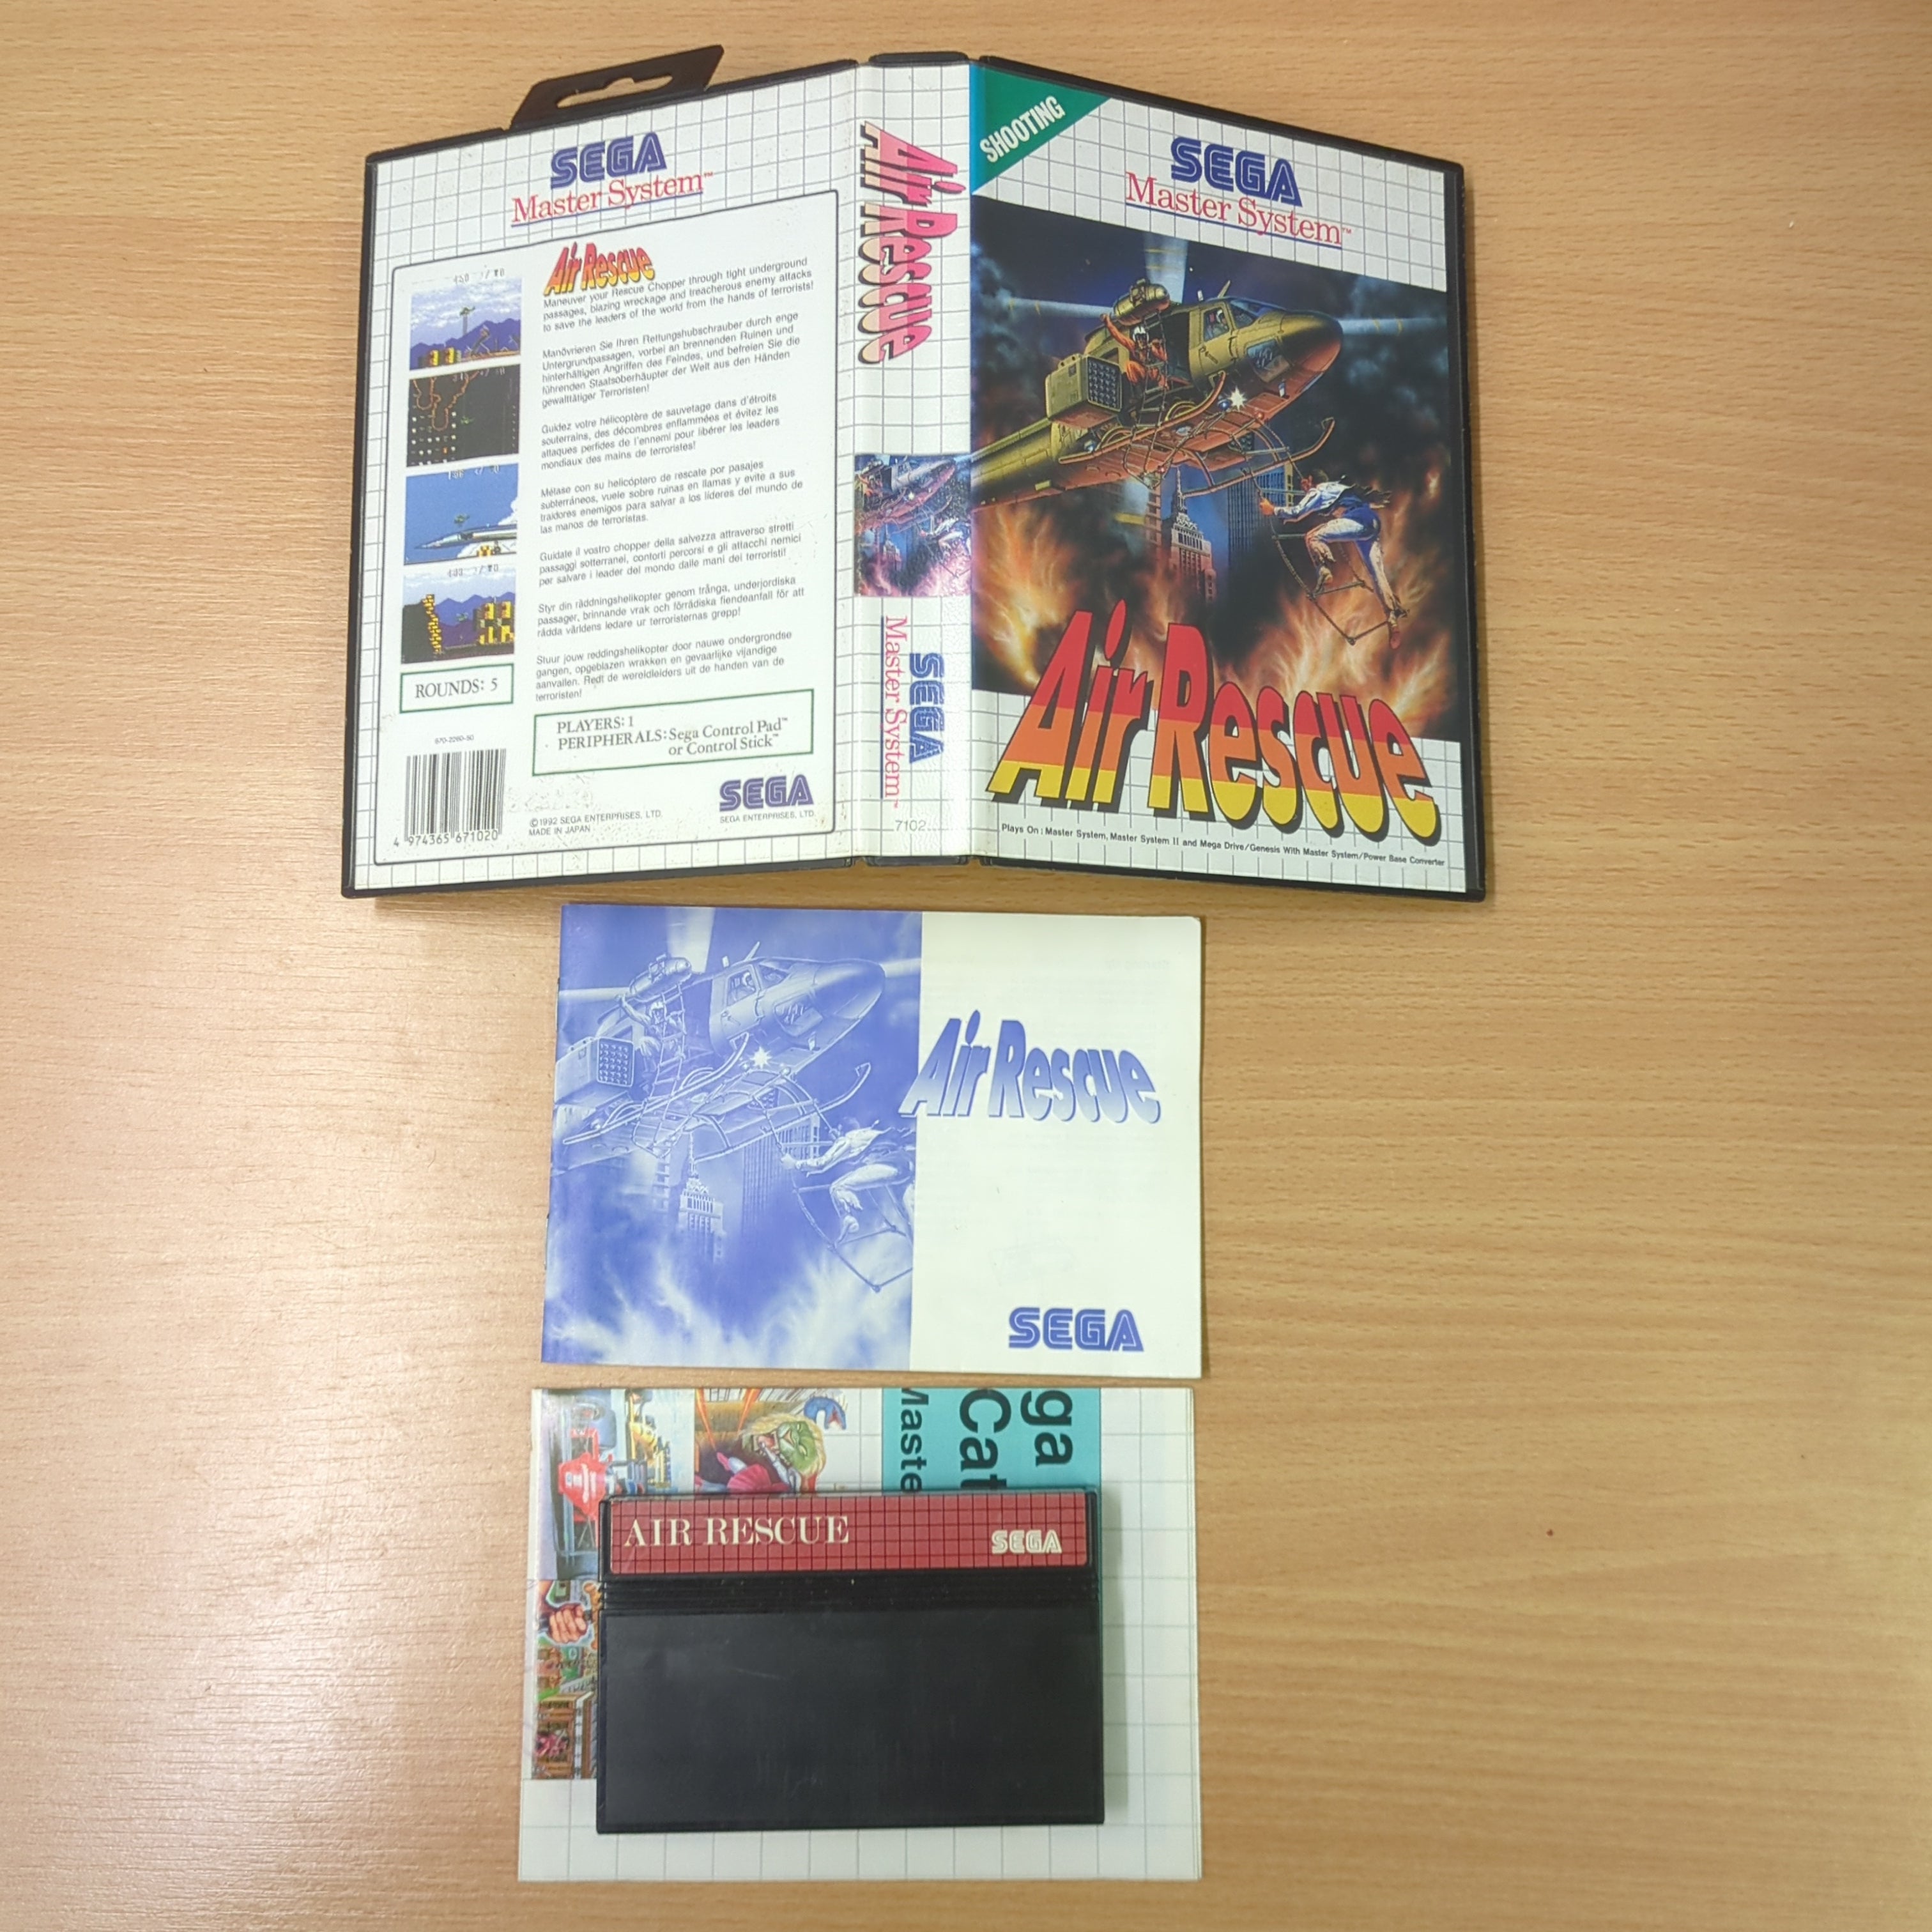 SEGA
Master System™
Air Rescue
Maneuver your Rescue Chopper through tight underground
passages, blazing wreckage and treacherous enemy attacks
to save the leaders of the world from the hands of terrorists!
Manövrieren Sie Ihren Rettungshubschrauber durch enge
Untergrundpassagen, vorbei an brennenden Ruinen und
hinterhältigen Angriffen des Feindes, und befreien Sie die
führenden Staatsoberhäupter der Welt aus den Händen
gewalttätiger Terroristen!
Guidez votre hélicoptère de sauvetage dans d'étroits
souterrains, des décombres enflammées et évitez les
attaques perfides de l'ennemi pour libérer les leaders
mondiaux des mains de terroristes!
Métase con su helicóptero de rescate por pasajes
subterráneos, vuele sobre ruinas en llamas y evite a sus
traidores enemigos para salvar a los líderes del mundo de
las manos de terroristas.
Guidate il vostro chopper della salvezza attraverso stretti
passaggi sotterranei, contorti percorsi e gli attacchi nemici
per salvare i leader del mondo dalle mani dei terroristi!
Styr din räddningshelikopter genom trånga, underjordiska
passager, brinnande vrak och förrädiska fiendeanfall för att
rädda världens ledare ur terroristernas grepp!
Stuur jouw reddingshelikopter door nauwe ondergrondse
gangen, opgeblazen wrakken en gevaarlijke vijandige
aanvallen. Redt de wereldleiders uit de handen van de
terroristen!
ROUNDS: 5
PLAYERS: 1
PERIPHERALS: Sega Control Pad™
or Control Stick™
4 974365 671020
©1992 SEGA ENTERPRISES, LTD.
MADE IN JAPAN
SEGA
SEGA ENTERPRISES, LTD.
Air Rescue
SEGA
Master System™
7102
SHOOTING
SEGA
Master System™
Air Rescue
Plays On: Master System, Master System II and Mega Drive/Genesis With Master System/Power Base Converter
Air Rescue
SEGA
ga
Cat
Maste
AIR RESCUE
SEGA